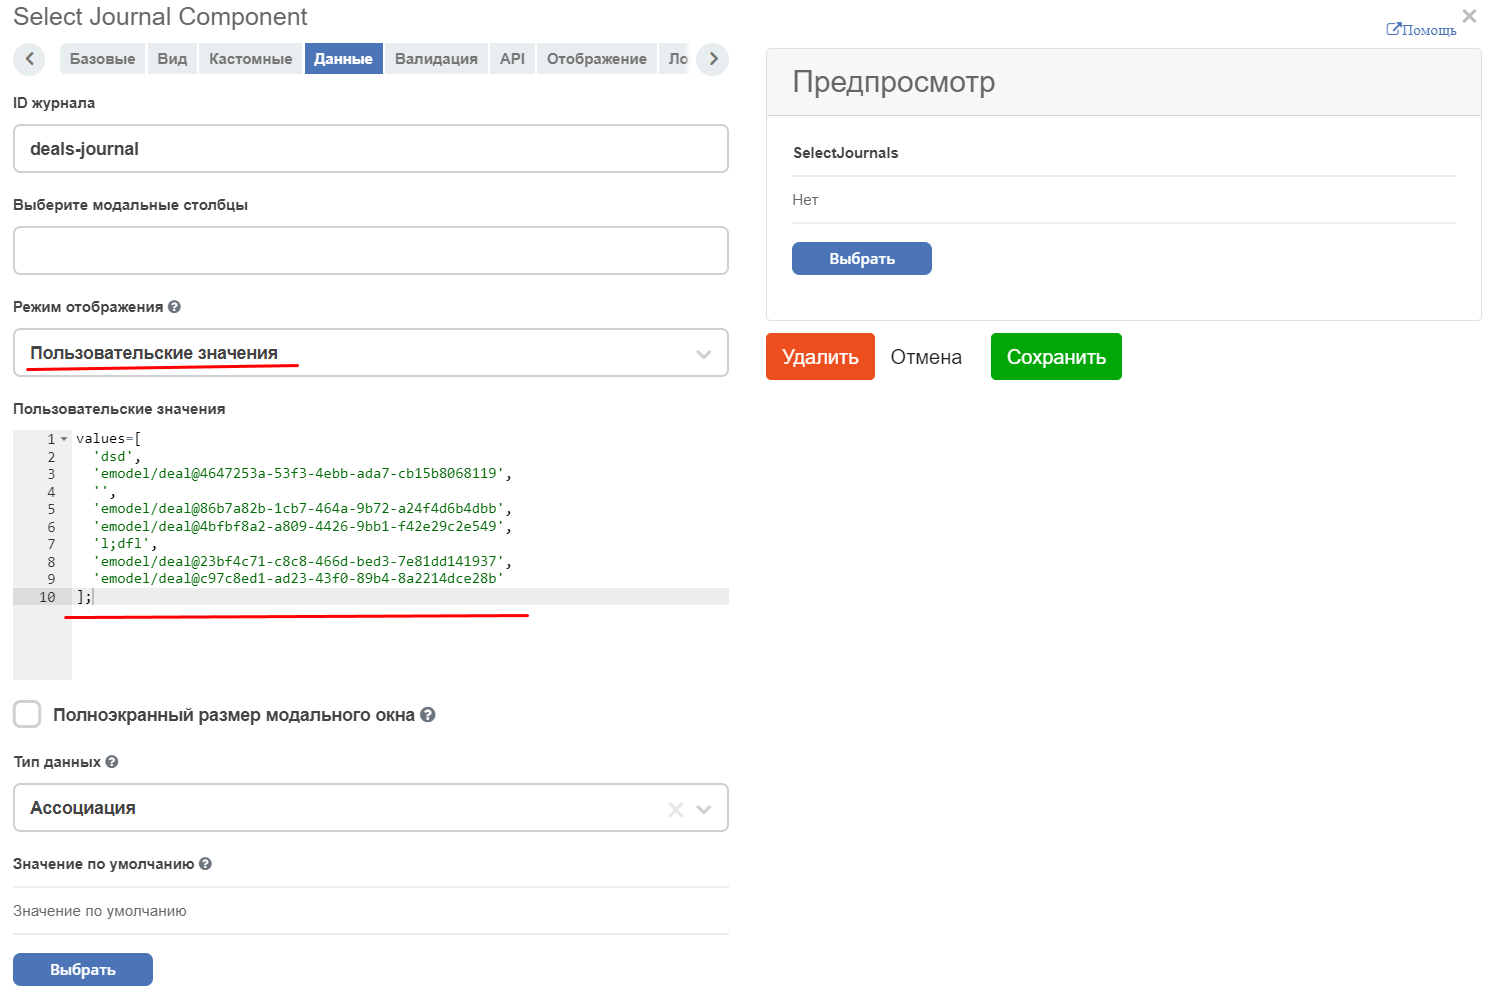 Select Journal Component
Помощь
Базовые Вид Кастомные Данные Валидация API Отображение Ло
ID журнала
deals-journal
Выберите модальные столбцы
Режим отображения
Пользовательские значения
Пользовательские значения
1 values=[
2 'dsd',
3 'emodel/deal@4647253a-53f3-4ebb-ada7-cb15b8068119',
4 '',
5 'emodel/deal@86b7a82b-1cb7-464a-9b72-a24f4d6b4dbb',
6 'emodel/deal@4bfbf8a2-a809-4426-9bb1-f42e29c2e549',
7 'l;dfl',
8 'emodel/deal@23bf4c71-c8c8-466d-bed3-7e81dd141937',
9 'emodel/deal@c97c8ed1-ad23-43f0-89b4-8a2214dce28b'
10 ];
Полноэкранный размер модального окна
Тип данных
Ассоциация
Значение по умолчанию
Значение по умолчанию
Выбрать
Предпросмотр
SelectJournals
Нет
Выбрать
Удалить Отмена Сохранить